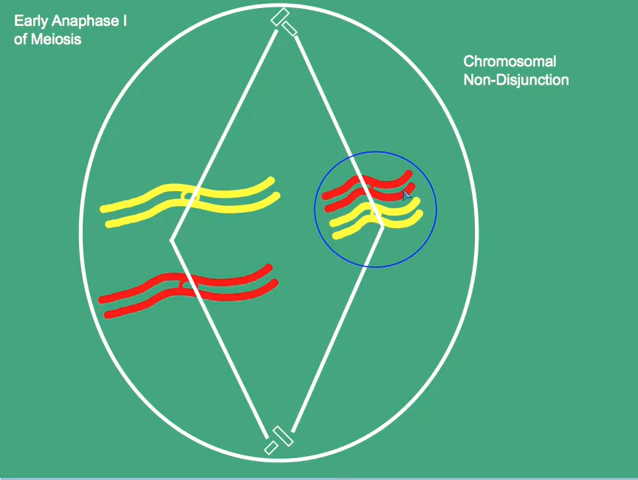 Early Anaphase I
of Meiosis
Chromosomal
Non-Disjunction